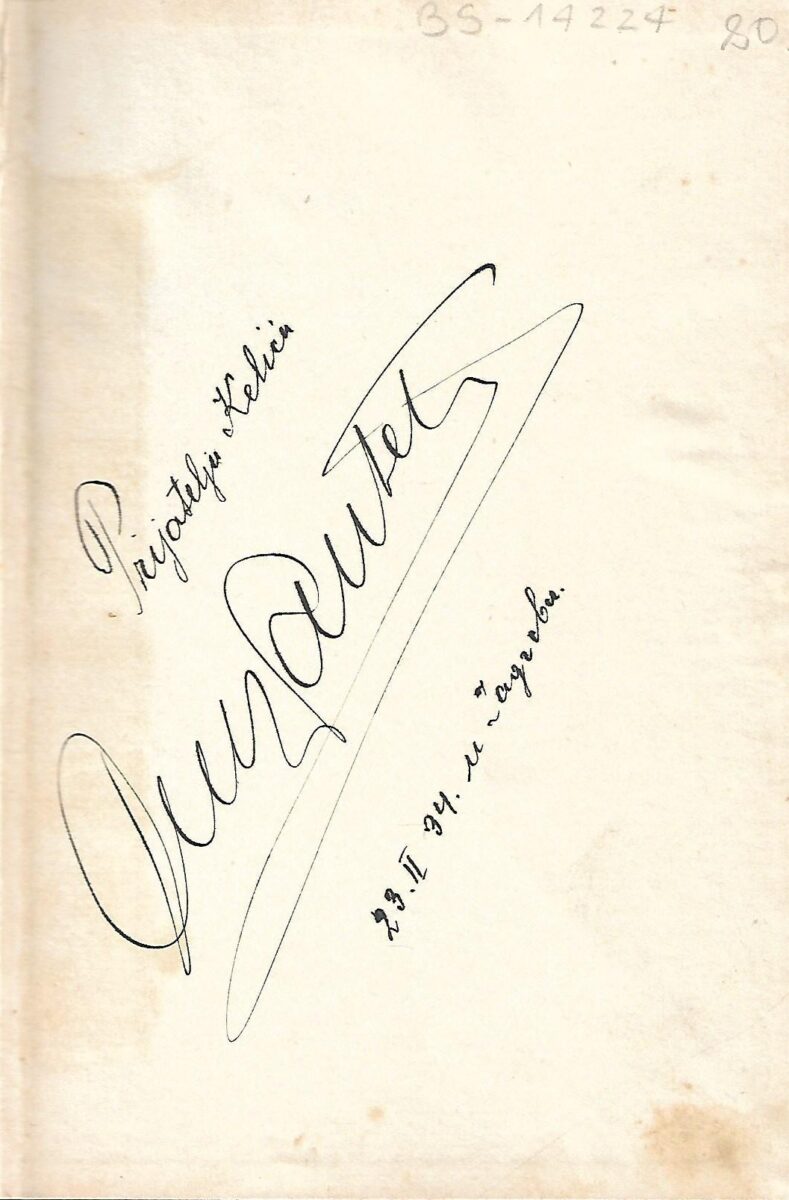 BS-14224 80
Prijatelju Keliću
23. II 34. u Zagrebu.